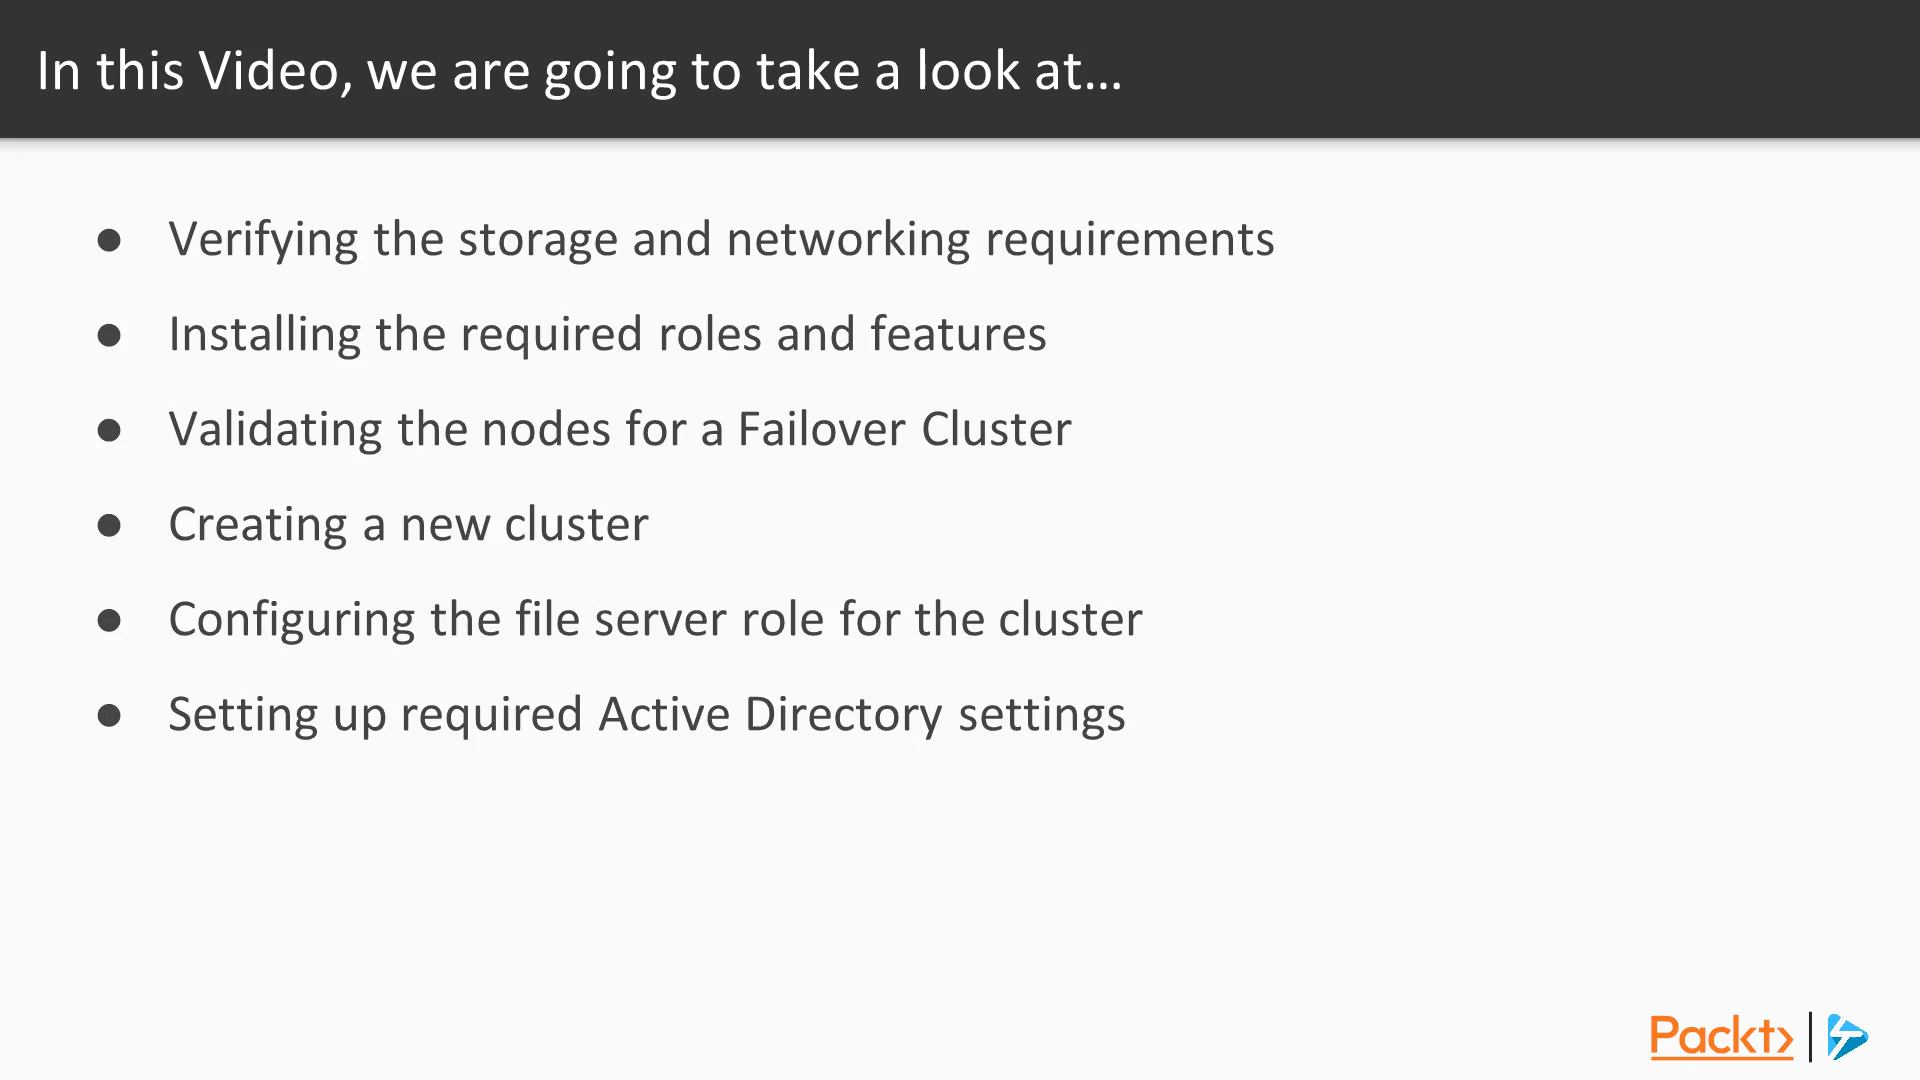 In this Video, we are going to take a look at...
● Verifying the storage and networking requirements
● Installing the required roles and features
● Validating the nodes for a Failover Cluster
● Creating a new cluster
● Configuring the file server role for the cluster
● Setting up required Active Directory settings
Packt>